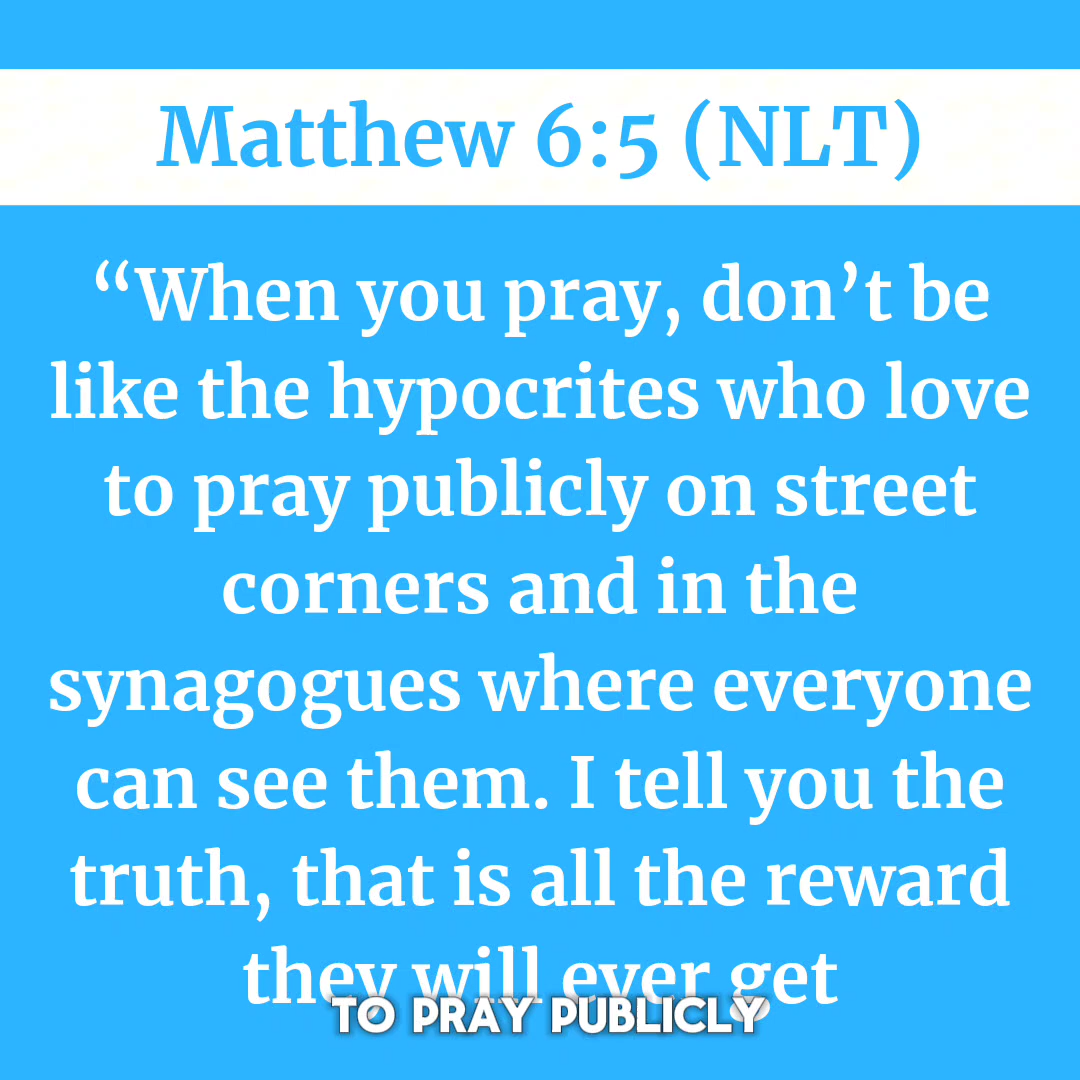 Matthew 6:5 (NLT)
“When you pray, don’t be
like the hypocrites who love
to pray publicly on street
corners and in the
synagogues where everyone
can see them. I tell you the
truth, that is all the reward
they will ever get
TO PRAY PUBLICLY